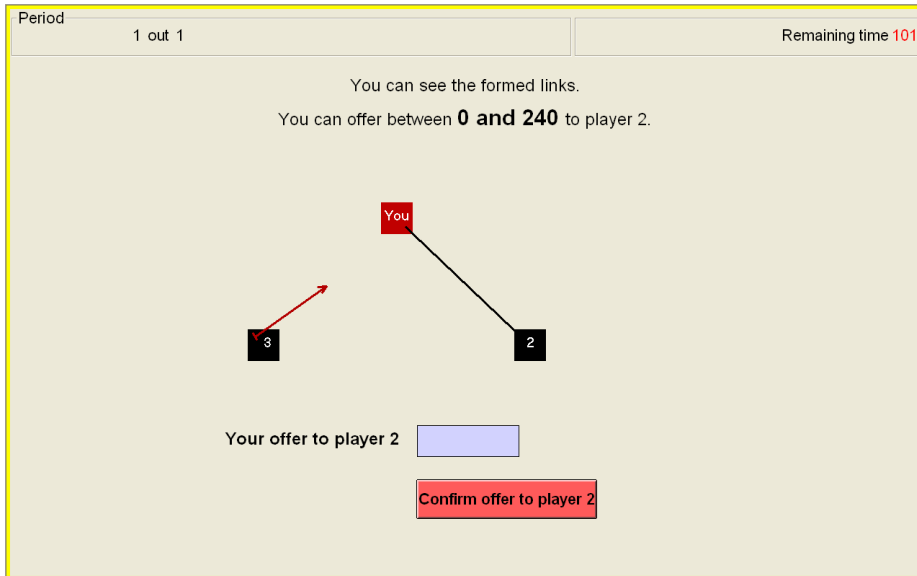 Period
1 out 1
Remaining time 101
You can see the formed links.
You can offer between 0 and 240 to player 2.
You
3
2
Your offer to player 2
Confirm offer to player 2